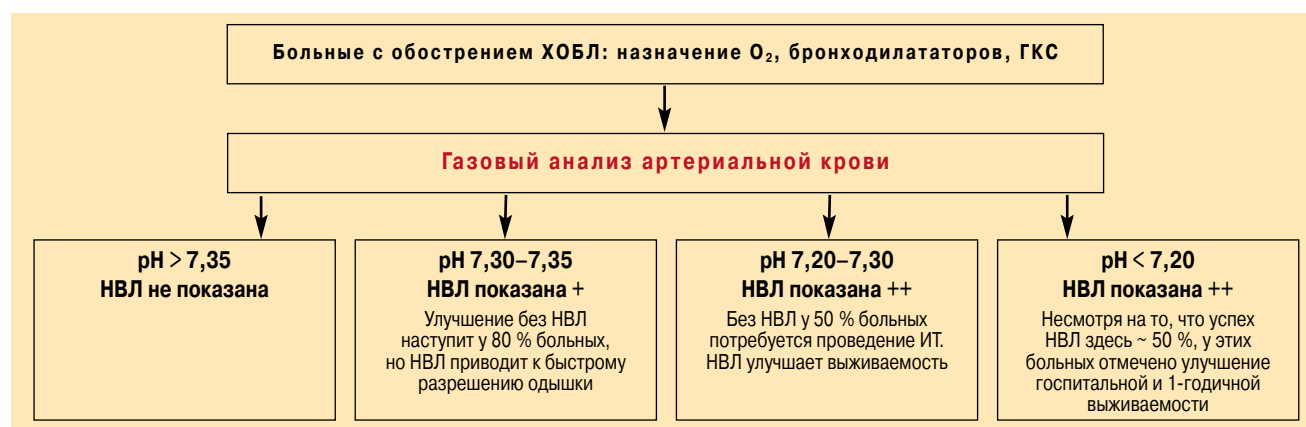 Больные с обострением ХОБЛ: назначение O₂, бронходилататоров, ГКС
Газовый анализ артериальной крови
pH > 7,35
НВЛ не показана
pH 7,30–7,35
НВЛ показана +
Улучшение без НВЛ
наступит у 80 % больных,
но НВЛ приводит к быстрому
разрешению одышки
pH 7,20–7,30
НВЛ показана ++
Без НВЛ у 50 % больных
потребуется проведение ИТ.
НВЛ улучшает выживаемость
pH < 7,20
НВЛ показана ++
Несмотря на то, что успех
НВЛ здесь ~ 50 %, у этих
больных отмечено улучшение
госпитальной и 1-годичной
выживаемости